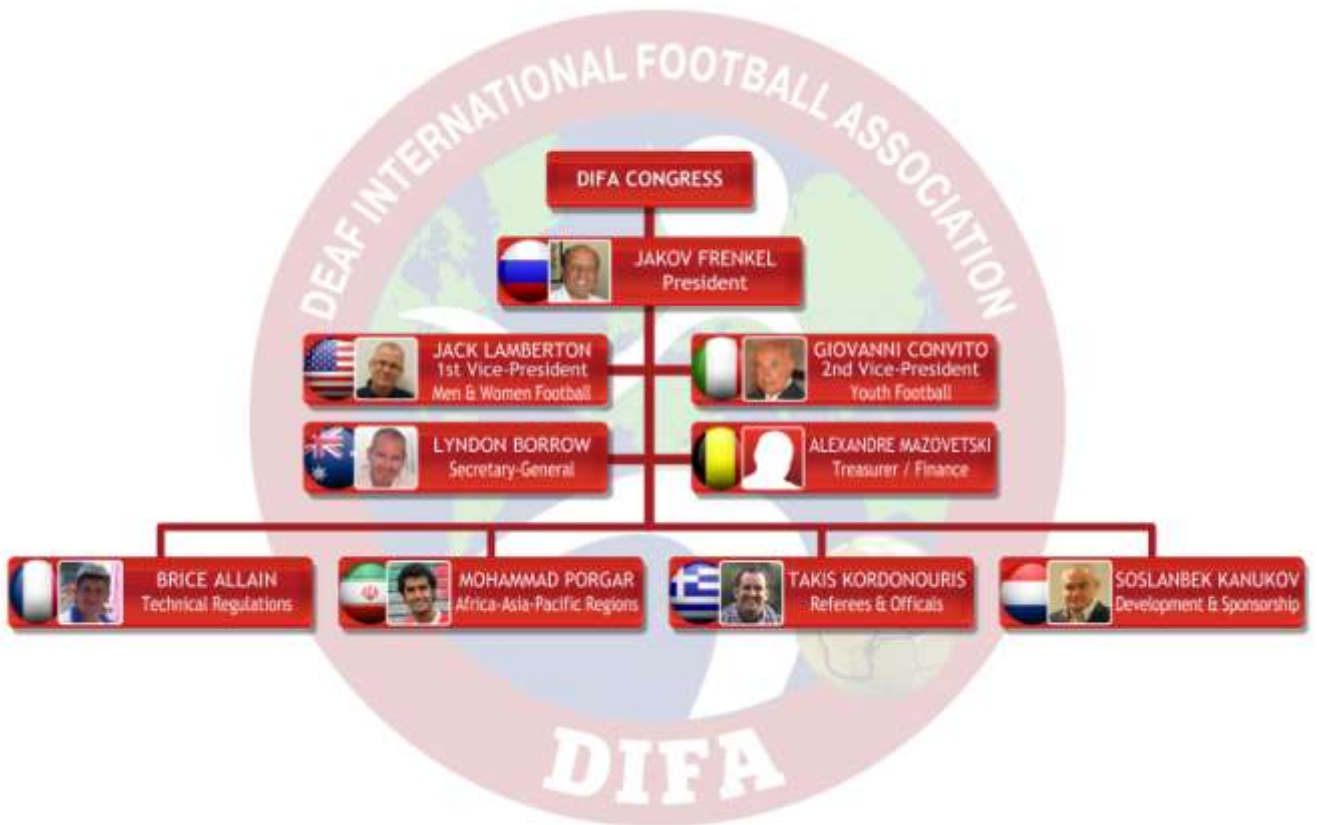 DEAF INTERNATIONAL FOOTBALL ASSOCIATION
DIFA CONGRESS
JAKOV FRENKEL
President
JACK LAMBERTON
1st Vice-President
Men & Women Football
GIOVANNI CONVITO
2nd Vice-President
Youth Football
LYNDON BORROW
Secretary-General
ALEXANDRE MAZOVETSKI
Treasurer / Finance
BRICE ALLAIN
Technical Regulations
MOHAMMAD PORGAR
Africa-Asia-Pacific Regions
TAKIS KORDONOURIS
Referees & Officals
SOSLANBEK KANUKOV
Development & Sponsorship
DIFA